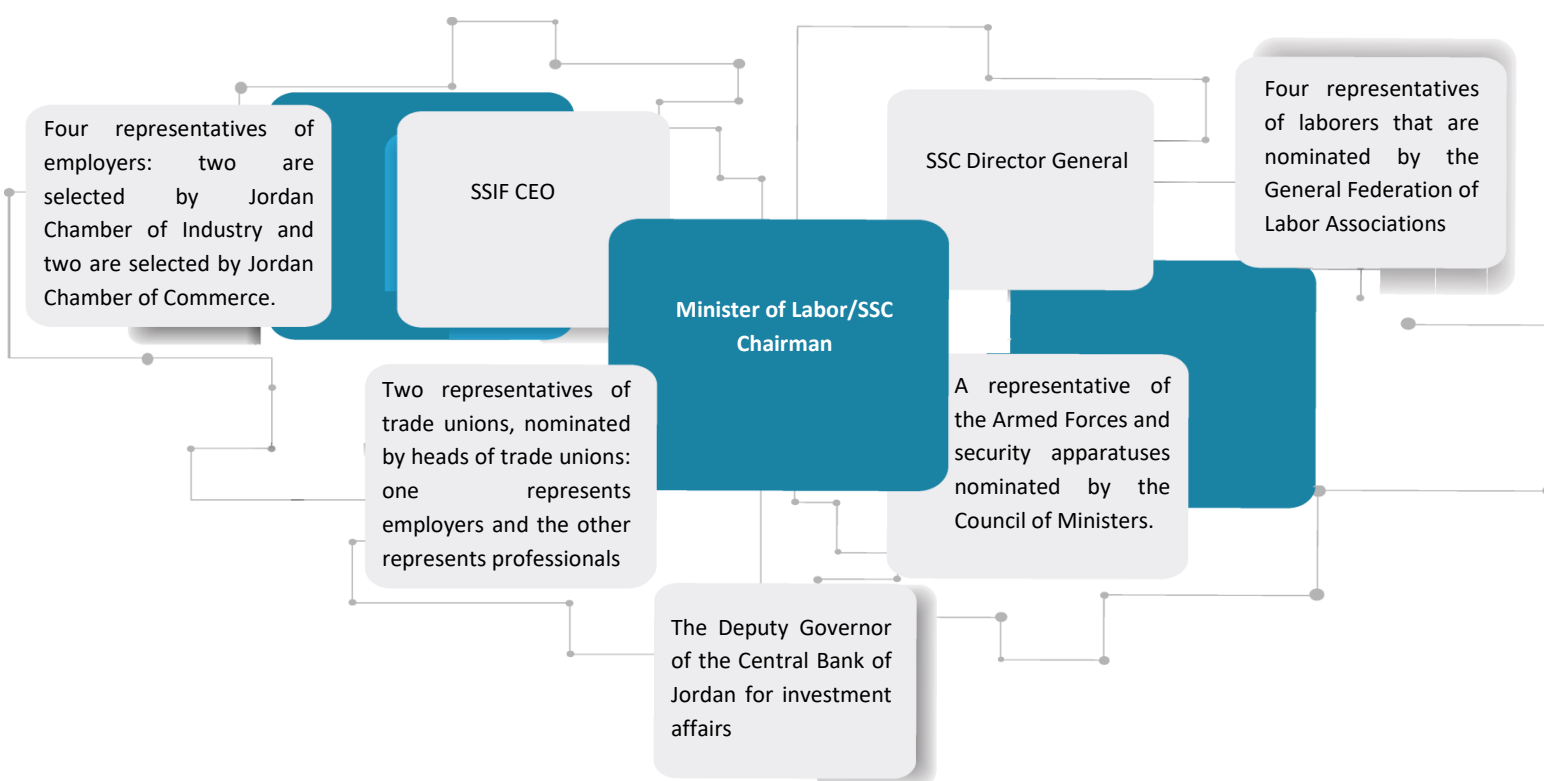 Four representatives of
employers: two are
selected by Jordan
Chamber of Industry and
two are selected by Jordan
Chamber of Commerce.
SSIF CEO
SSC Director General
Four representatives
of laborers that are
nominated by the
General Federation of
Labor Associations
Minister of Labor/SSC
Chairman
Two representatives of
trade unions, nominated
by heads of trade unions:
one represents
employers and the other
represents professionals
A representative of
the Armed Forces and
security apparatuses
nominated by the
Council of Ministers.
The Deputy Governor
of the Central Bank of
Jordan for investment
affairs